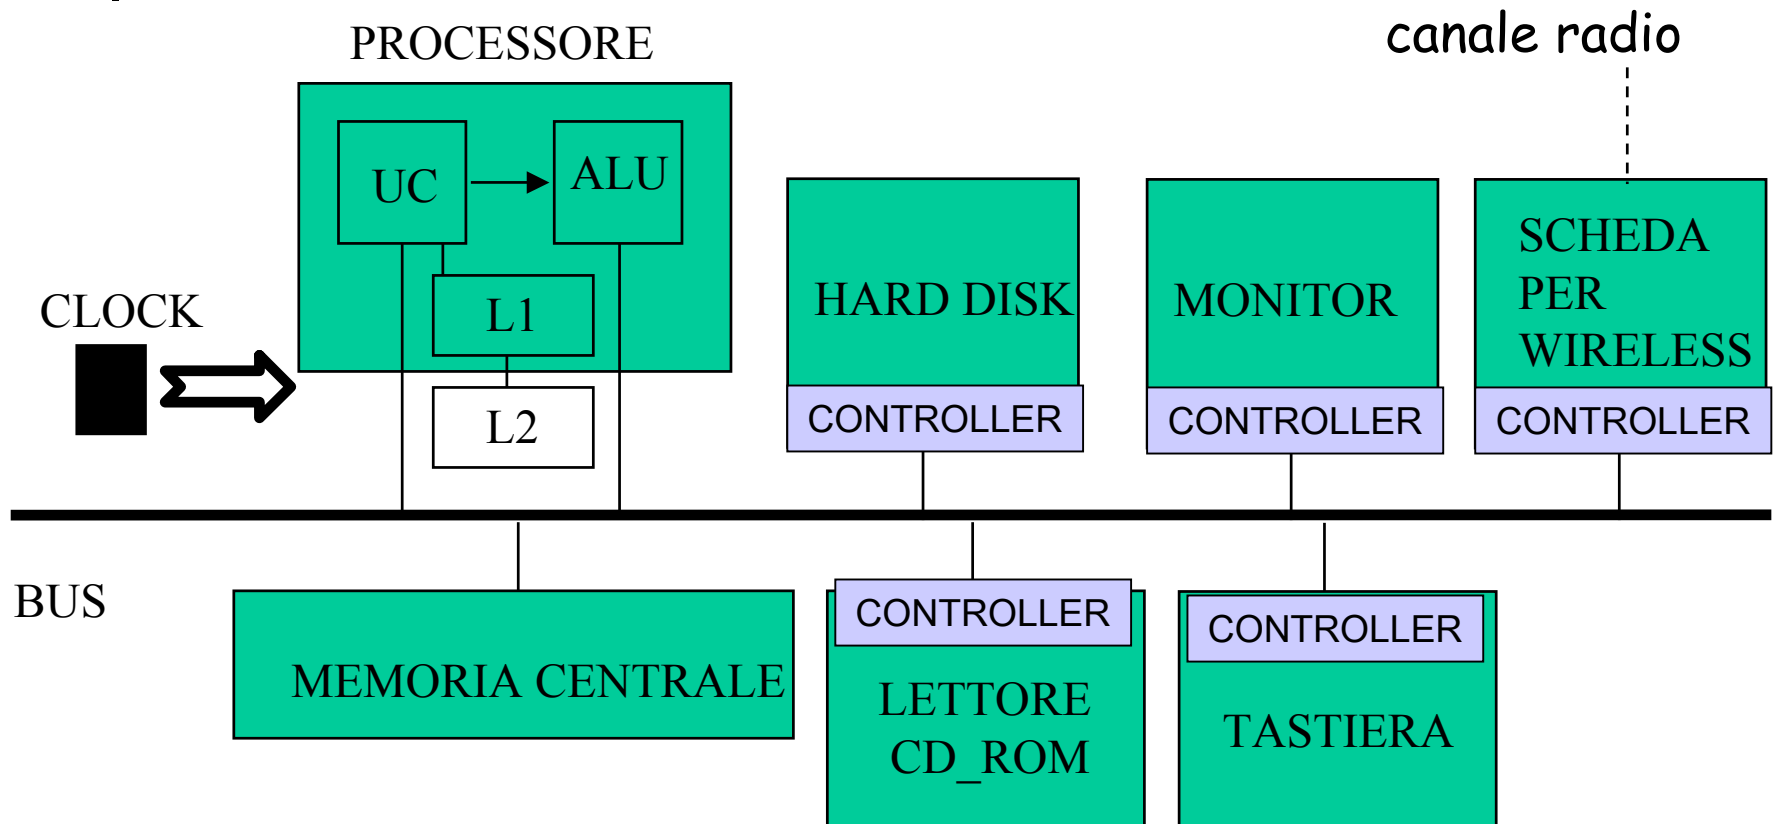 PROCESSORE
canale radio
UC
ALU
CLOCK
L1
L2
HARD DISK
CONTROLLER
MONITOR
CONTROLLER
SCHEDA
PER
WIRELESS
CONTROLLER
BUS
MEMORIA CENTRALE
CONTROLLER
LETTORE
CD_ROM
CONTROLLER
TASTIERA